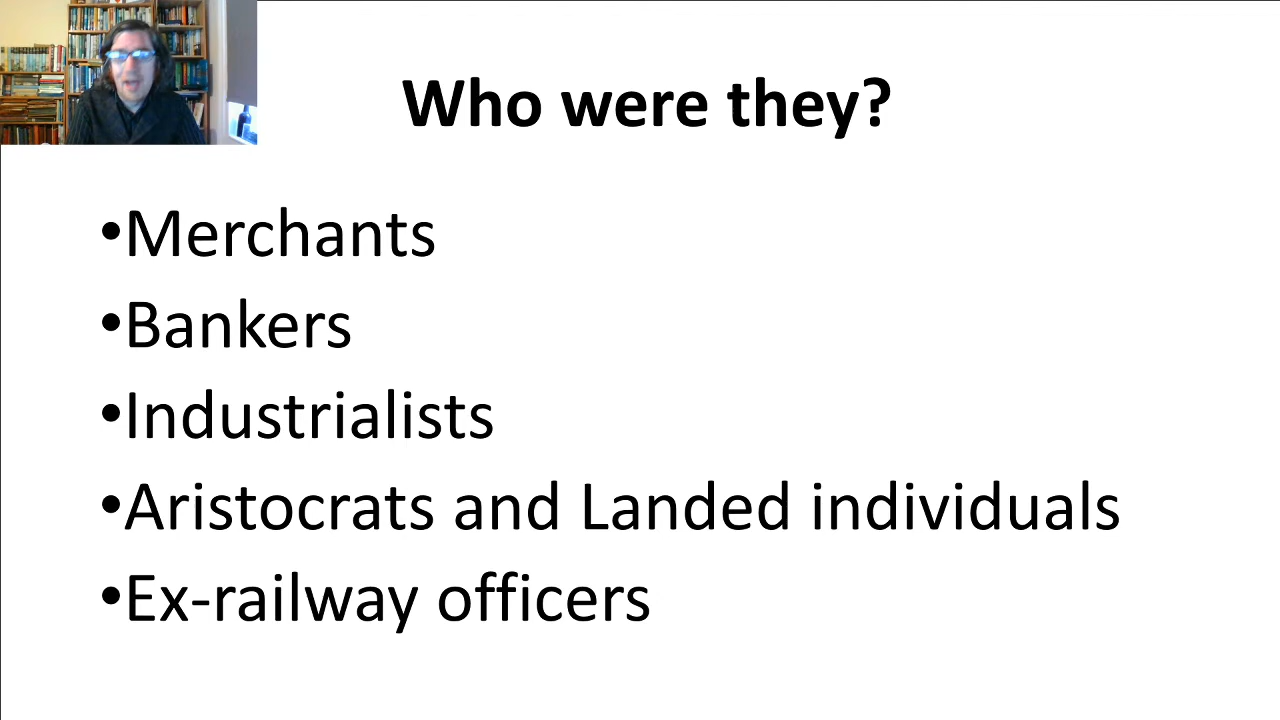 Who were they?
•Merchants
•Bankers
•Industrialists
•Aristocrats and Landed individuals
•Ex-railway officers